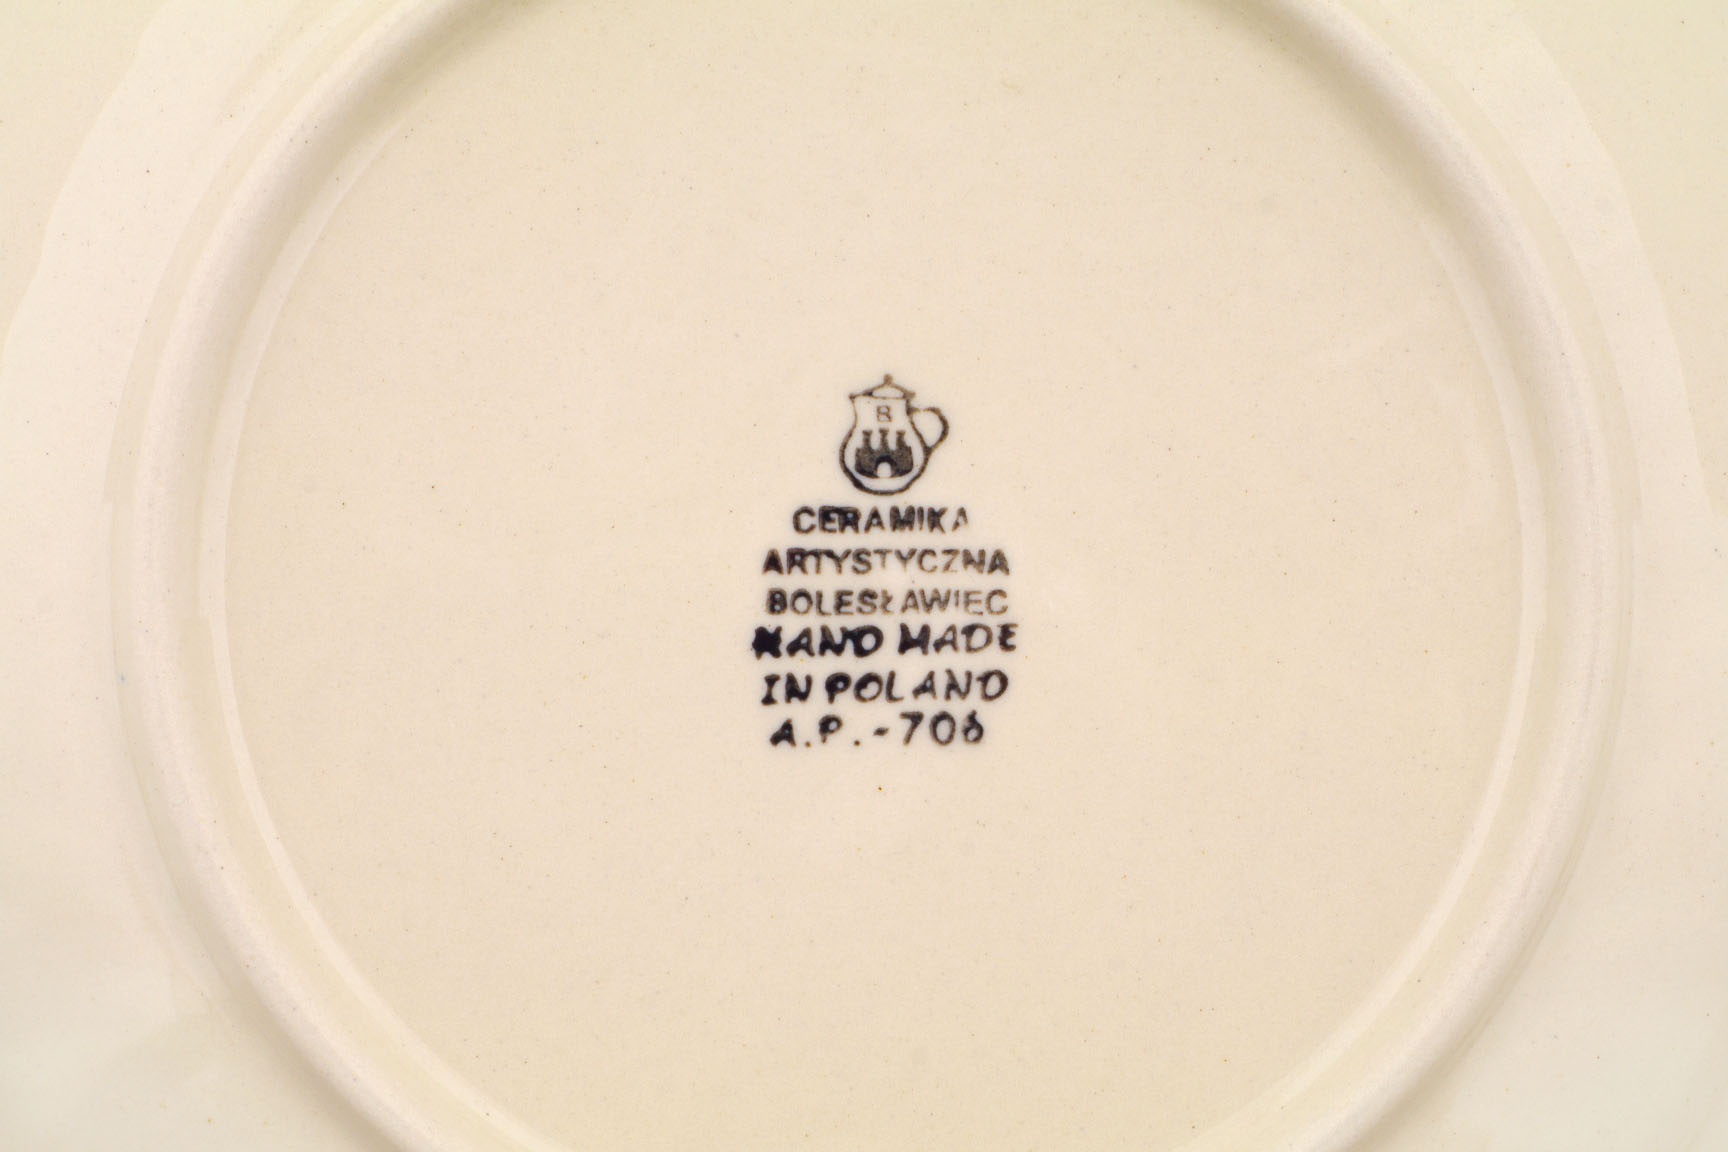 B
CERAMIKA
ARTYSTYCZNA
BOLESŁAWIEC
HAND MADE
IN POLAND
A.P.-706